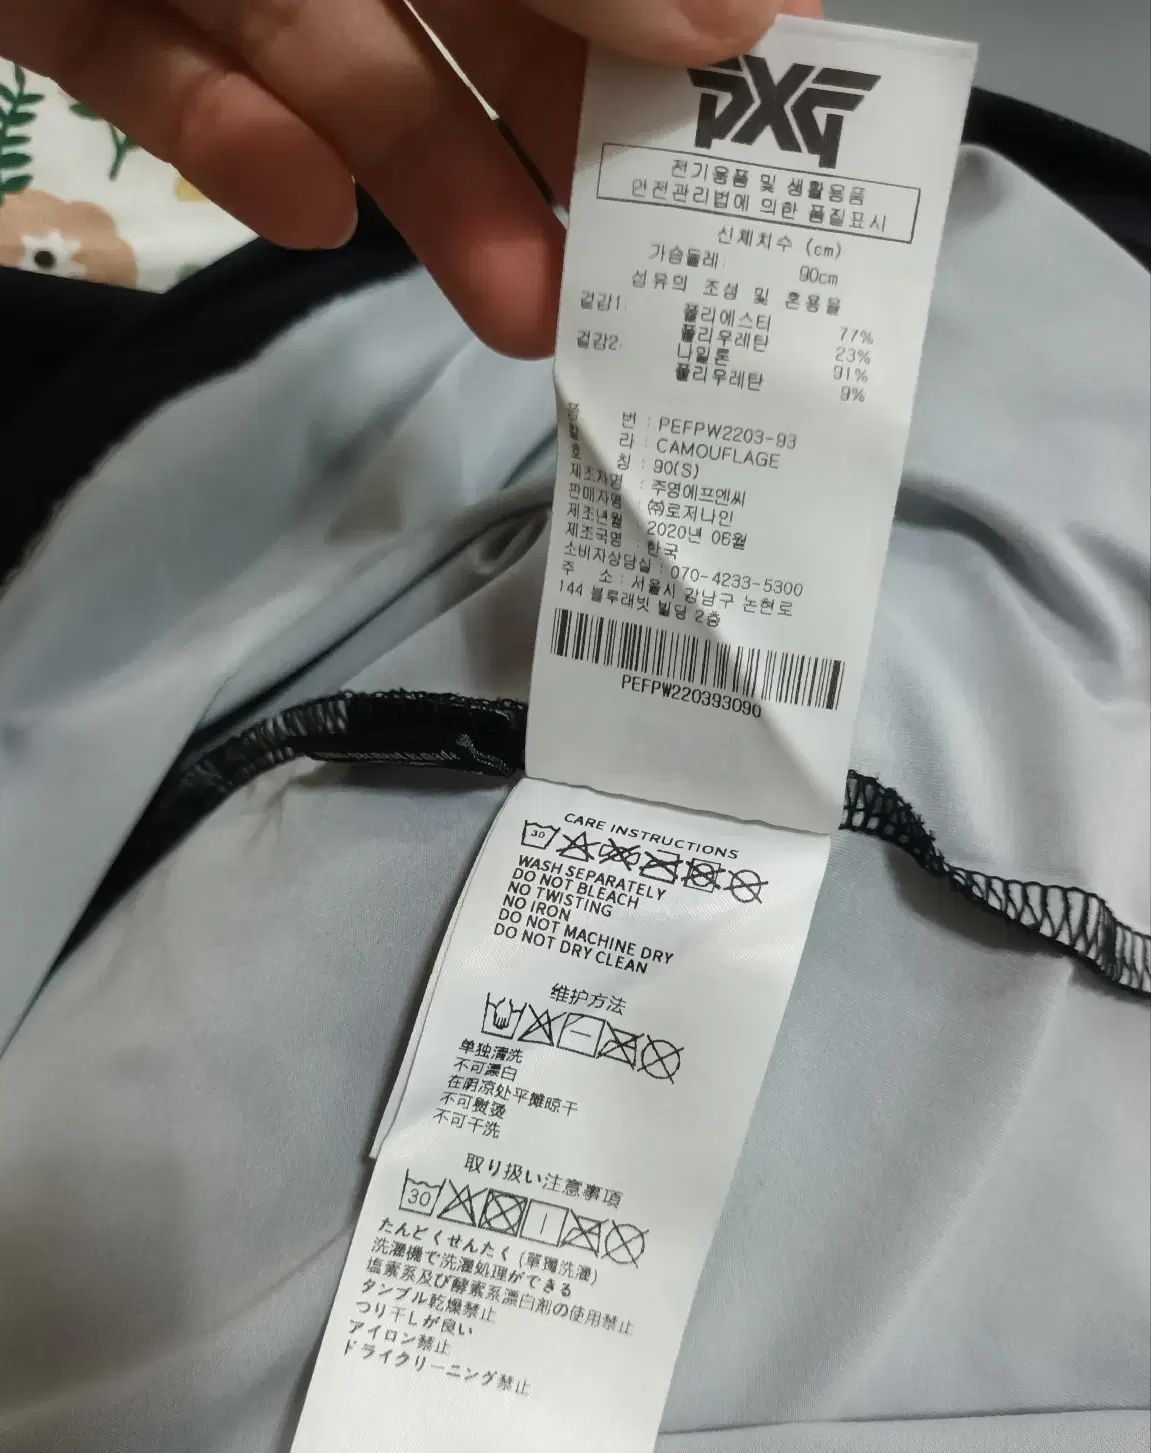 PXG
전기용품 및 생활용품
안전관리법에 의한 품질표시
신체치수 (cm)
가슴둘레: 90cm
섬유의 조성 및 혼용율
겉감1: 폴리에스터 77%
폴리우레탄 23%
겉감2: 나일론 91%
폴리우레탄 9%
품 번 : PEFPW2203-93
칼 라 : CAMOUFLAGE
호 칭 : 90(S)
제조자명 : 주영에프엔씨
판매자명 : ㈜로저나인
제조년월 : 2020년 06월
제조국명 : 한국
소비자상담실 : 070-4233-5300
주 소 : 서울시 강남구 논현로
144 블루래빗 빌딩 2층
PEFPW220393090
CARE INSTRUCTIONS
30
WASH SEPARATELY
DO NOT BLEACH
NO TWISTING
NO IRON
DO NOT MACHINE DRY
DO NOT DRY CLEAN
维护方法
单独清洗
不可漂白
在阴凉处平摊晾干
不可熨烫
不可干洗
取り扱い注意事項
30
たんどくせんたく (單獨洗濯)
洗濯機で洗濯処理ができる
塩素系及び酵素系漂白剤の使用禁止
タンブル乾燥禁止
つり干しが良い
アイロン禁止
ドライクリーニング禁止